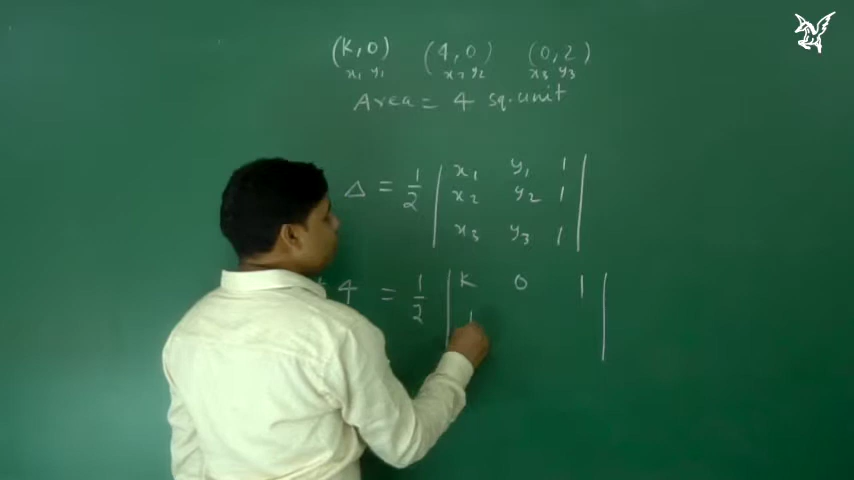 (K,0) (4,0) (0,2)
x₁ y₁ x₂ y₂ x₃ y₃
Area = 4 sq.unit
△ = 1/2 | x₁ y₁ 1 |
| x₂ y₂ 1 |
| x₃ y₃ 1 |
4 = 1/2 | K 0 1 |